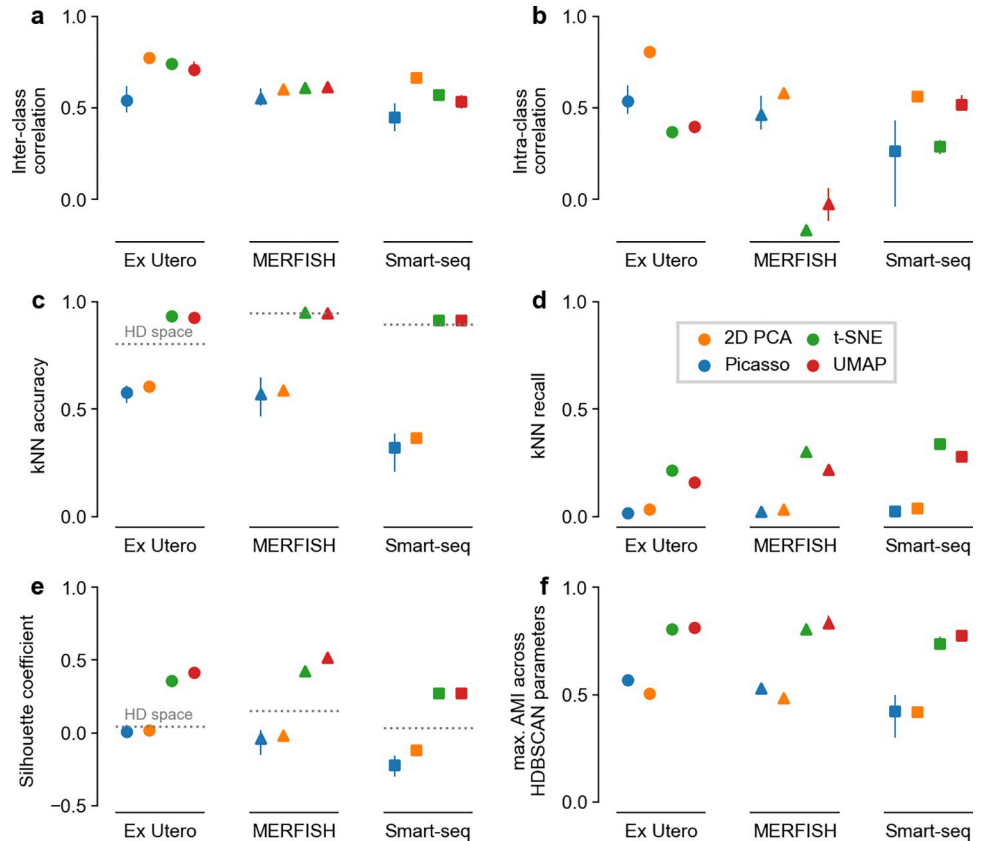 a
1.0
0.5
0.0
Inter-class
correlation
Ex Utero
MERFISH
Smart-seq
b
1.0
0.5
0.0
Intra-class
correlation
Ex Utero
MERFISH
Smart-seq
c
1.0
0.5
0.0
kNN accuracy
HD space
Ex Utero
MERFISH
Smart-seq
d
1.0
0.5
0.0
kNN recall
2D PCA
t-SNE
Picasso
UMAP
Ex Utero
MERFISH
Smart-seq
e
1.0
0.5
0.0
−0.5
Silhouette coefficient
HD space
Ex Utero
MERFISH
Smart-seq
f
1.0
0.5
0.0
max. AMI across
HDBSCAN parameters
Ex Utero
MERFISH
Smart-seq